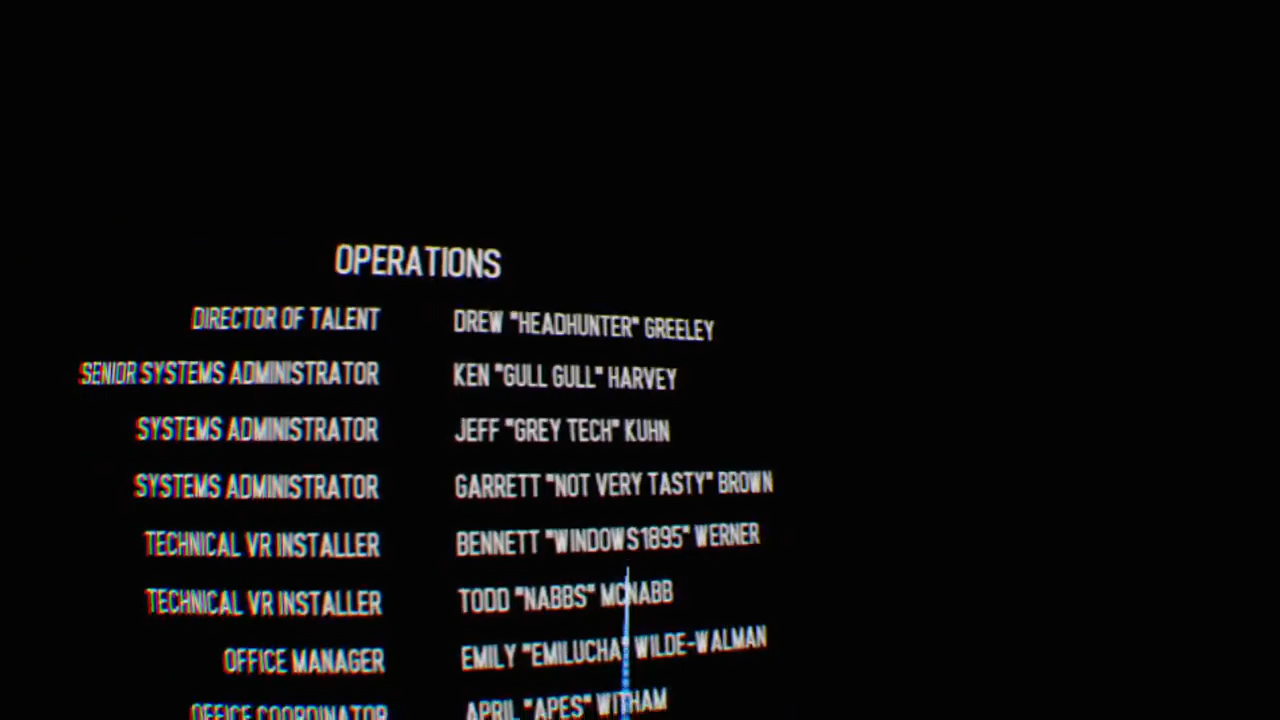 OPERATIONS
DIRECTOR OF TALENT DREW "HEADHUNTER" GREELEY
SENIOR SYSTEMS ADMINISTRATOR KEN "GULL GULL" HARVEY
SYSTEMS ADMINISTRATOR JEFF "GREY TECH" KUHN
SYSTEMS ADMINISTRATOR GARRETT "NOT VERY TASTY" BROWN
TECHNICAL VR INSTALLER BENNETT "WINDOWS1895" WERNER
TECHNICAL VR INSTALLER TODD "NABBS" MCNABB
OFFICE MANAGER EMILY "EMILUCHA" WILDE-WALMAN
OFFICE COORDINATOR APRIL "APES" WITHAM